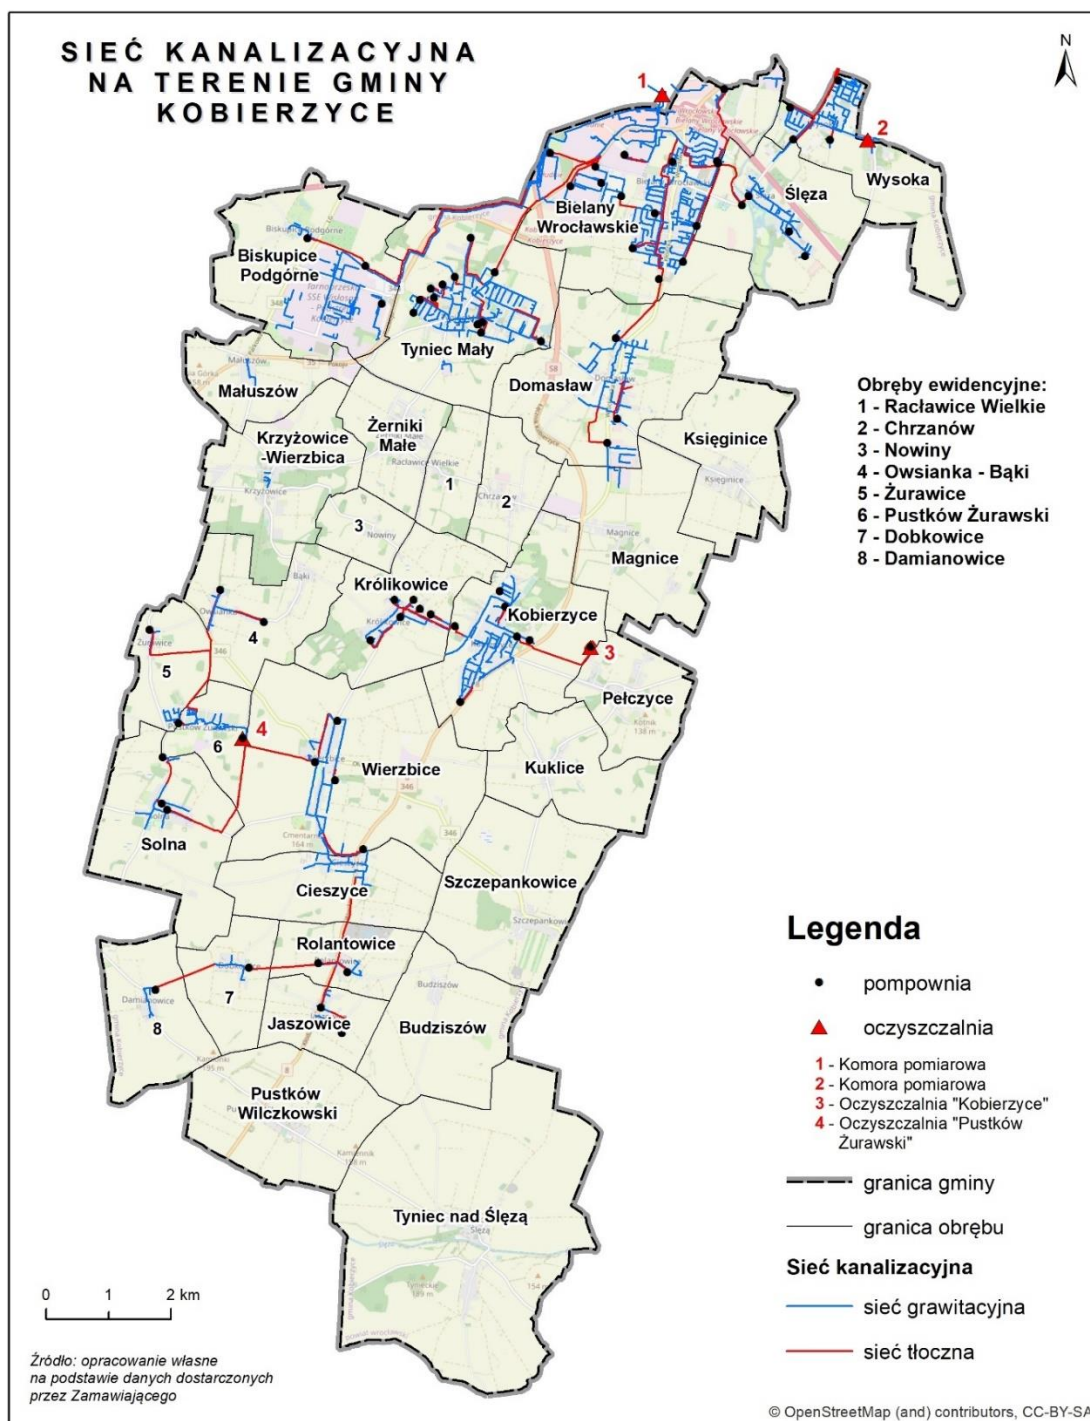 SIEĆ KANALIZACYJNA
NA TERENIE GMINY
KOBIERZYCE
N
1
2
Wysoka
Ślęza
Bielany
Wrocławskie
Biskupice
Podgórne
Tyniec Mały
Domasław
Małuszów
Żerniki
Małe
Krzyżowice
-Wierzbica
Księginice
1
2
3
Magnice
Królikowice
Kobierzyce
3
4
5
Pełczyce
4
6
Wierzbice
Kuklice
Solna
Cieszyce
Szczepankowice
Rolantowice
7
8
Jaszowice
Budziszów
Pustków
Wilczkowski
Tyniec nad Ślęzą
Obręby ewidencyjne:
1 - Racławice Wielkie
2 - Chrzanów
3 - Nowiny
4 - Owsianka - Bąki
5 - Żurawice
6 - Pustków Żurawski
7 - Dobkowice
8 - Damianowice
Legenda
pompownia
oczyszczalnia
1 - Komora pomiarowa
2 - Komora pomiarowa
3 - Oczyszczalnia "Kobierzyce"
4 - Oczyszczalnia "Pustków
Żurawski"
granica gminy
granica obrębu
Sieć kanalizacyjna
sieć grawitacyjna
sieć tłoczna
0 1 2 km
Źródło: opracowanie własne
na podstawie danych dostarczonych
przez Zamawiającego
© OpenStreetMap (and) contributors, CC-BY-SA